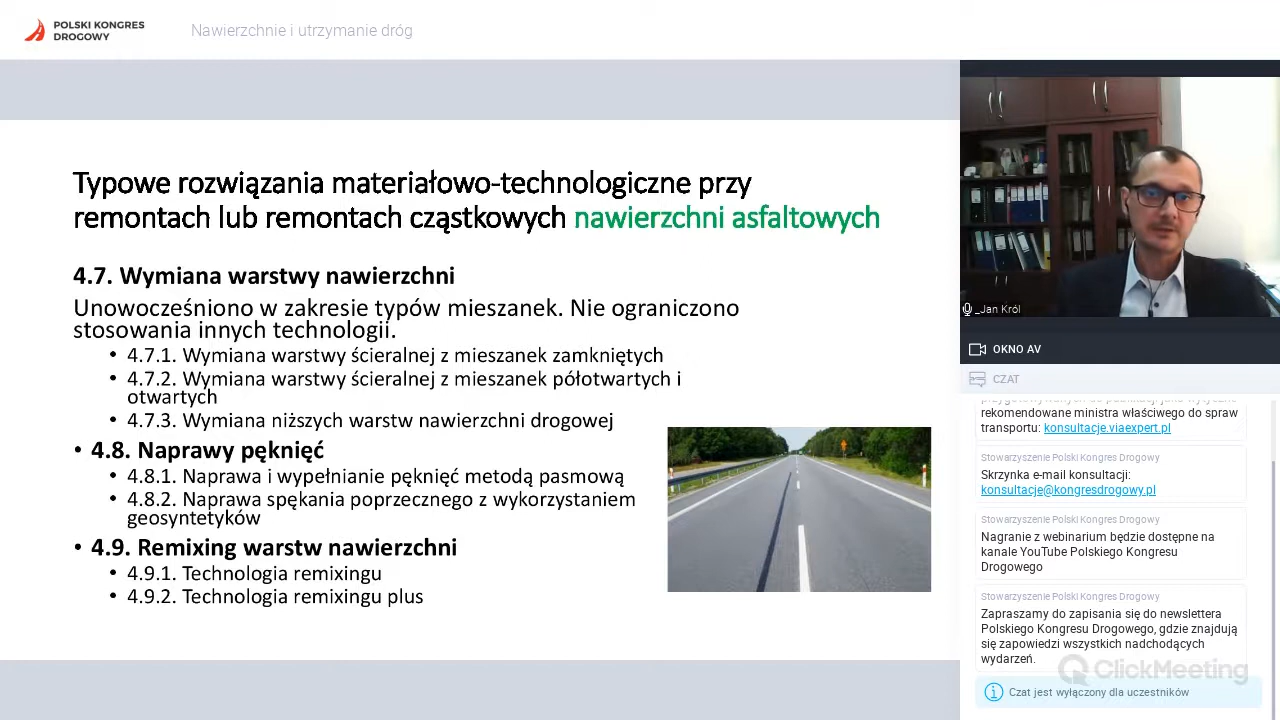 POLSKI KONGRES
DROGOWY
Nawierzchnie i utrzymanie dróg
Typowe rozwiązania materiałowo-technologiczne przy
remontach lub remontach cząstkowych nawierzchni asfaltowych
4.7. Wymiana warstwy nawierzchni
Unowocześniono w zakresie typów mieszanek. Nie ograniczono
stosowania innych technologii.
• 4.7.1. Wymiana warstwy ścieralnej z mieszanek zamkniętych
• 4.7.2. Wymiana warstwy ścieralnej z mieszanek półotwartych i
otwartych
• 4.7.3. Wymiana niższych warstw nawierzchni drogowej
• 4.8. Naprawy pęknięć
• 4.8.1. Naprawa i wypełnianie pęknięć metodą pasmową
• 4.8.2. Naprawa spękania poprzecznego z wykorzystaniem
geosyntetyków
• 4.9. Remixing warstw nawierzchni
• 4.9.1. Technologia remixingu
• 4.9.2. Technologia remixingu plus
_Jan Król
OKNO AV
CZAT
rekomendowane ministra właściwego do spraw
transportu: konsultacje.viaexpert.pl
Stowarzyszenie Polski Kongres Drogowy
Skrzynka e-mail konsultacji:
konsultacje@kongresdrogowy.pl
Stowarzyszenie Polski Kongres Drogowy
Nagranie z webinarium będzie dostępne na
kanale YouTube Polskiego Kongresu
Drogowego
Stowarzyszenie Polski Kongres Drogowy
Zapraszamy do zapisania się do newslettera
Polskiego Kongresu Drogowego, gdzie znajdują
się zapowiedzi wszystkich nadchodzących
wydarzeń.
ClickMeeting
Czat jest wyłączony dla uczestników